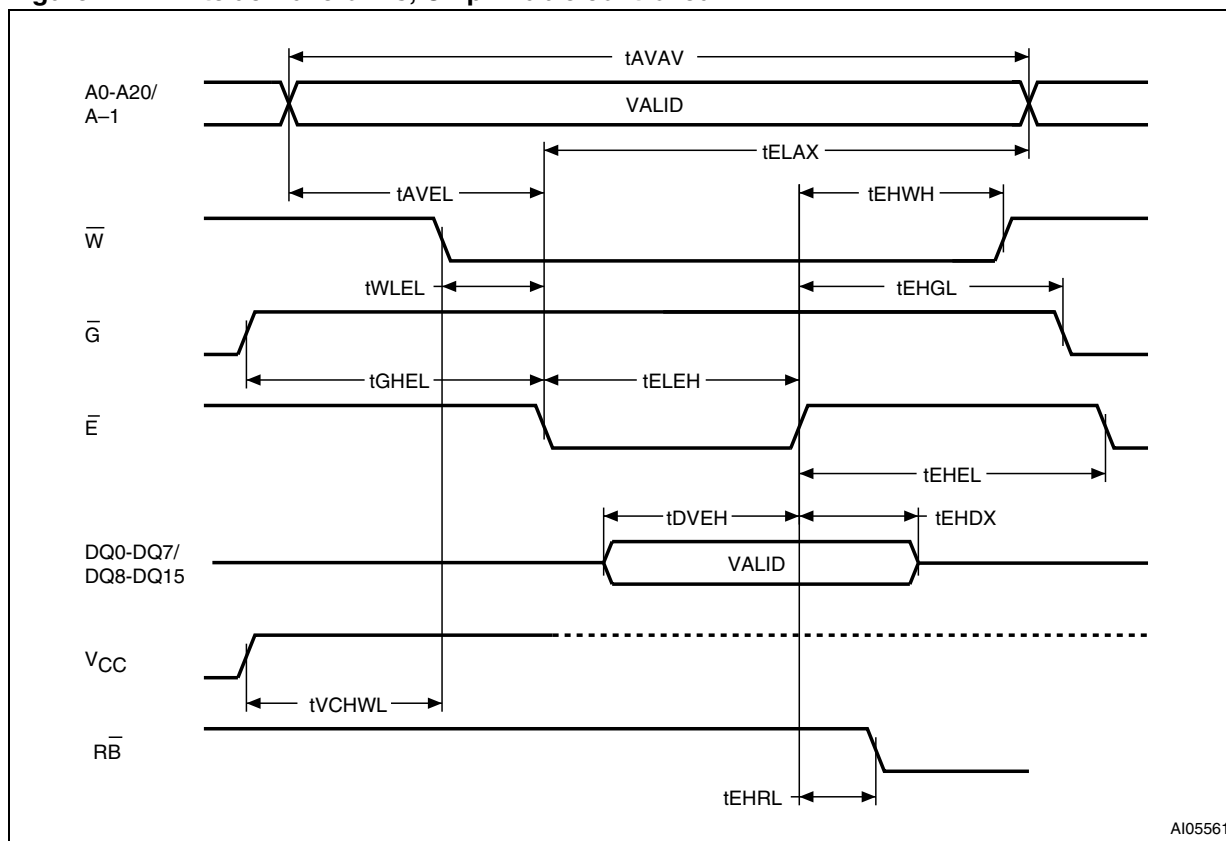 tAVAV
A0-A20/
A–1
VALID
tELAX
tAVEL
tEHWH
W̅
tWLEL
tEHGL
G̅
tGHEL
tELEH
E̅
tEHEL
tDVEH
tEHDX
DQ0-DQ7/
DQ8-DQ15
VALID
VCC
tVCHWL
RB̅
tEHRL
AI05561